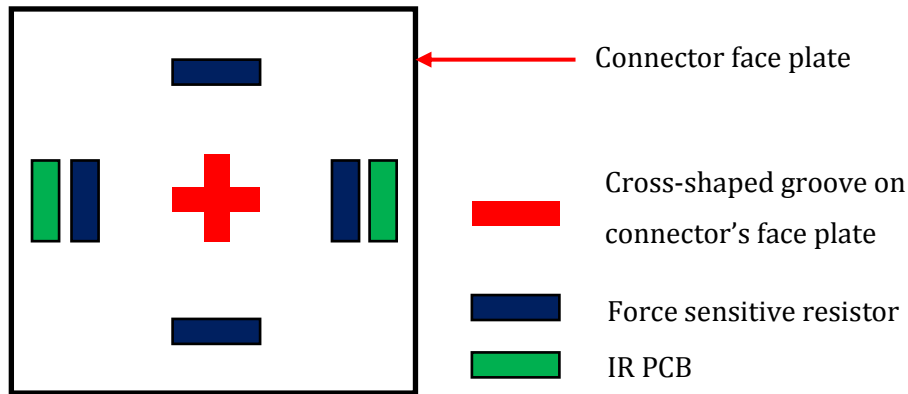 Connector face plate
Cross-shaped groove on
connector’s face plate
Force sensitive resistor
IR PCB